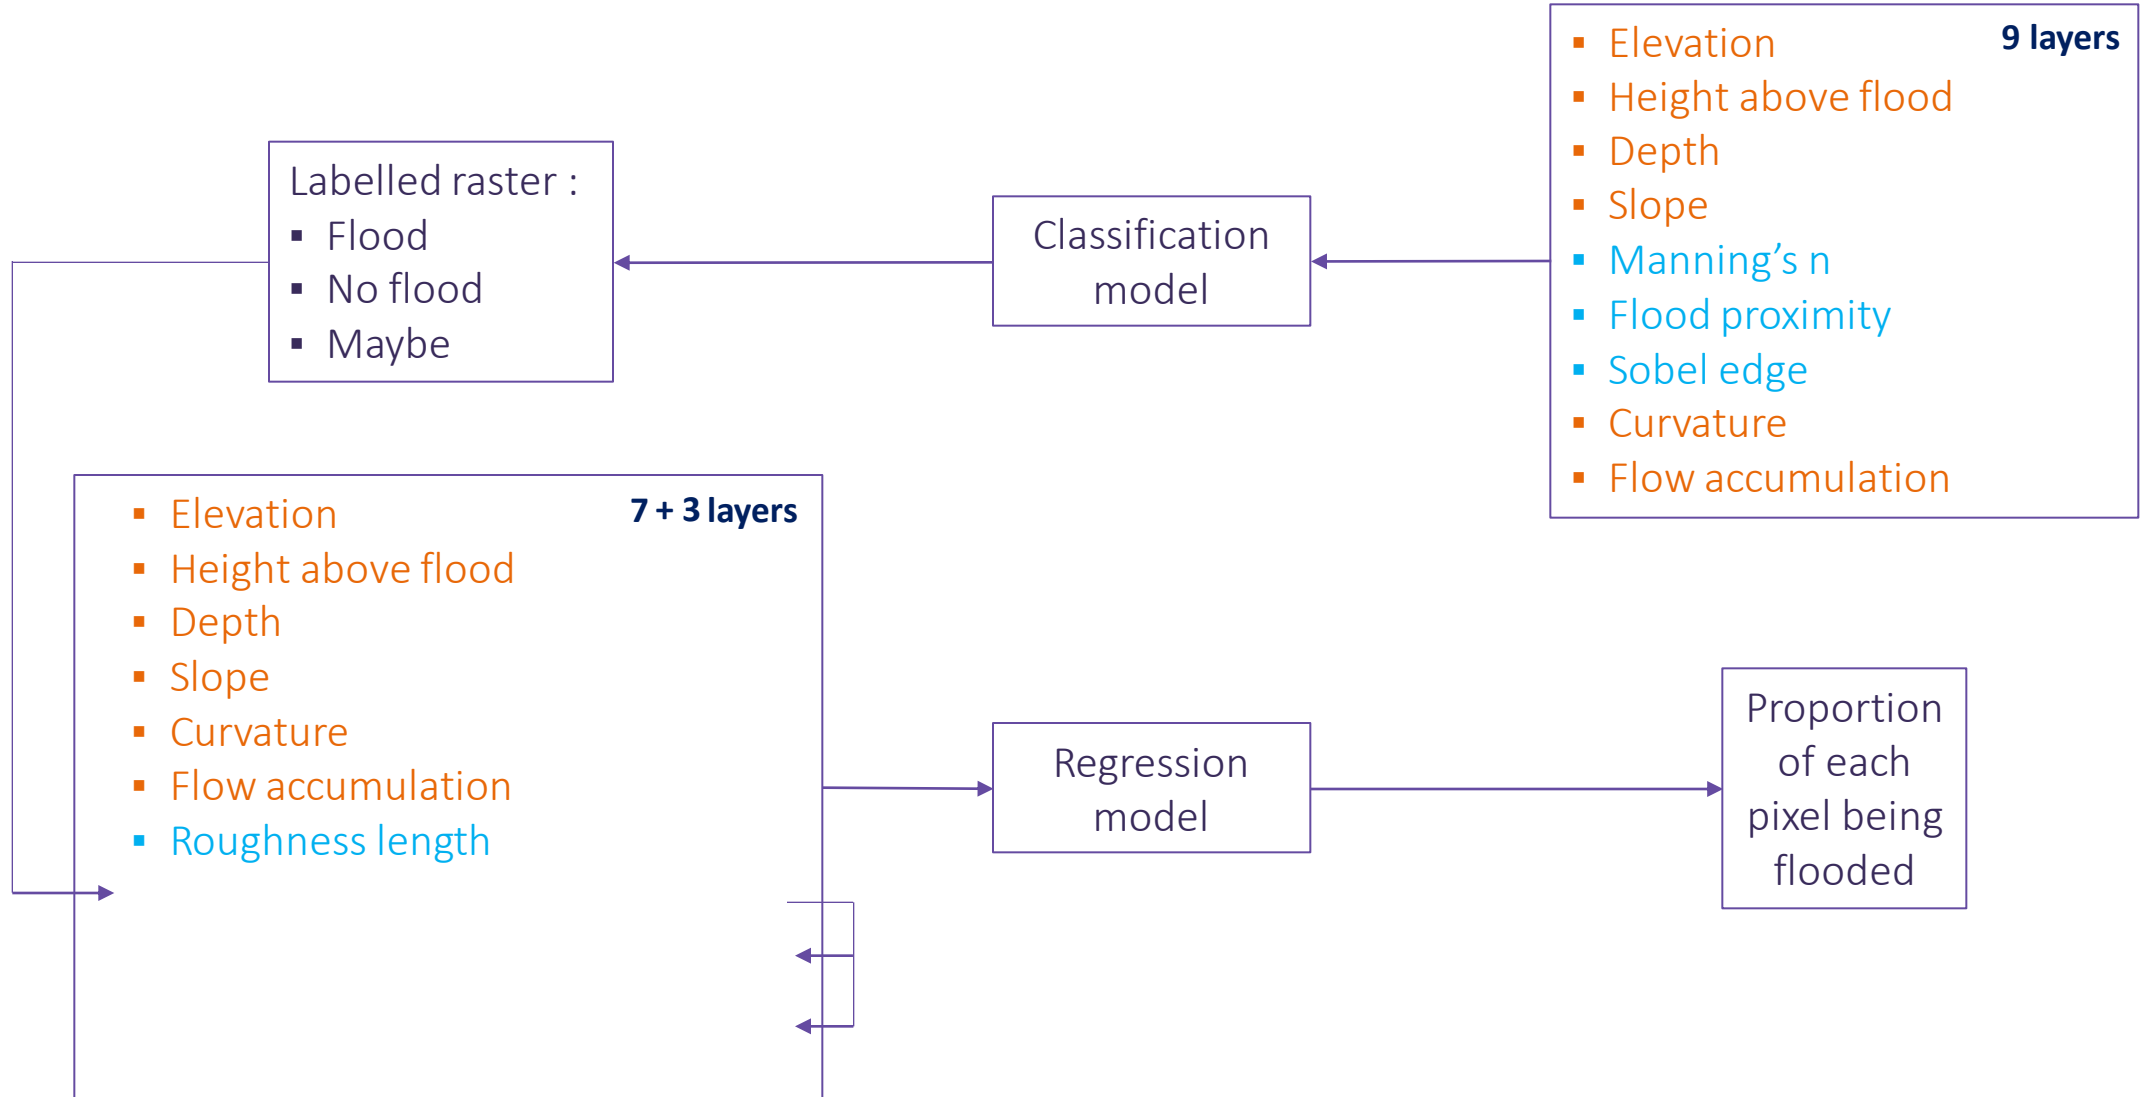 9 layers
▪ Elevation
▪ Height above flood
▪ Depth
▪ Slope
▪ Manning’s n
▪ Flood proximity
▪ Sobel edge
▪ Curvature
▪ Flow accumulation
Classification
model
Labelled raster :
▪ Flood
▪ No flood
▪ Maybe
7 + 3 layers
▪ Elevation
▪ Height above flood
▪ Depth
▪ Slope
▪ Curvature
▪ Flow accumulation
▪ Roughness length
Regression
model
Proportion
of each
pixel being
flooded